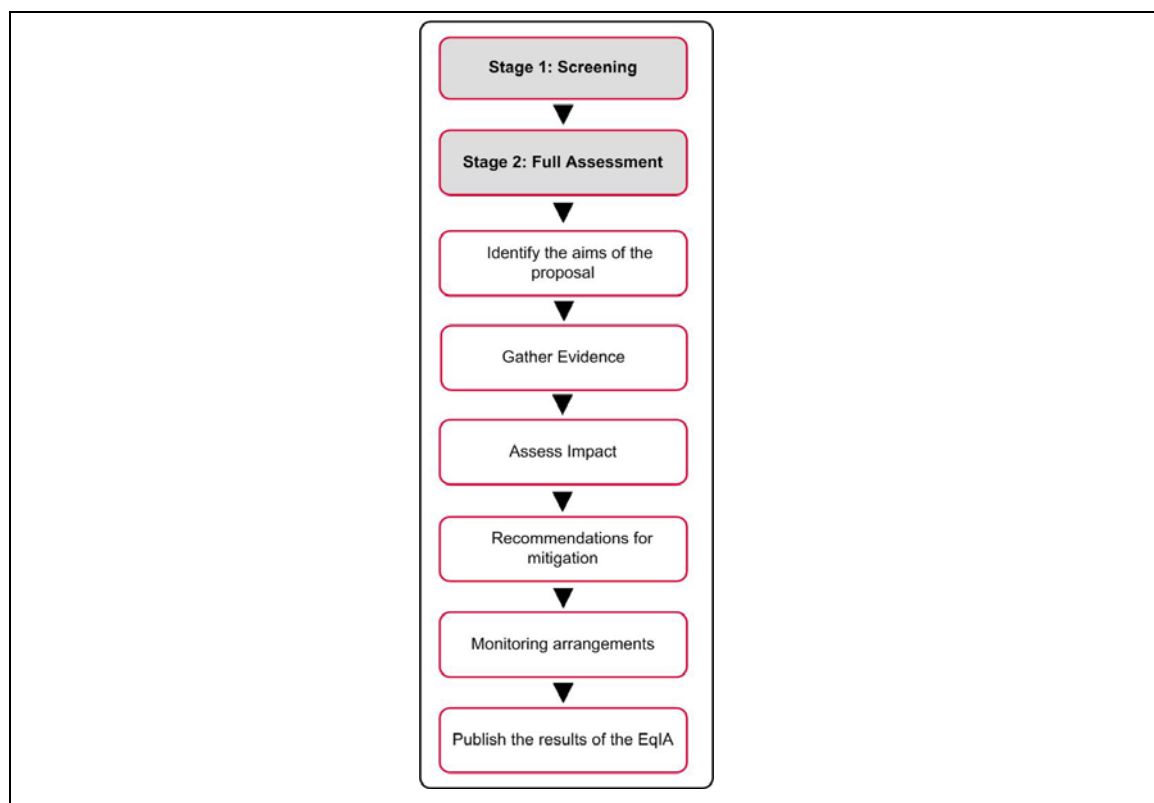 Stage 1: Screening
Stage 2: Full Assessment
Identify the aims of the
proposal
Gather Evidence
Assess Impact
Recommendations for
mitigation
Monitoring arrangements
Publish the results of the EqIA